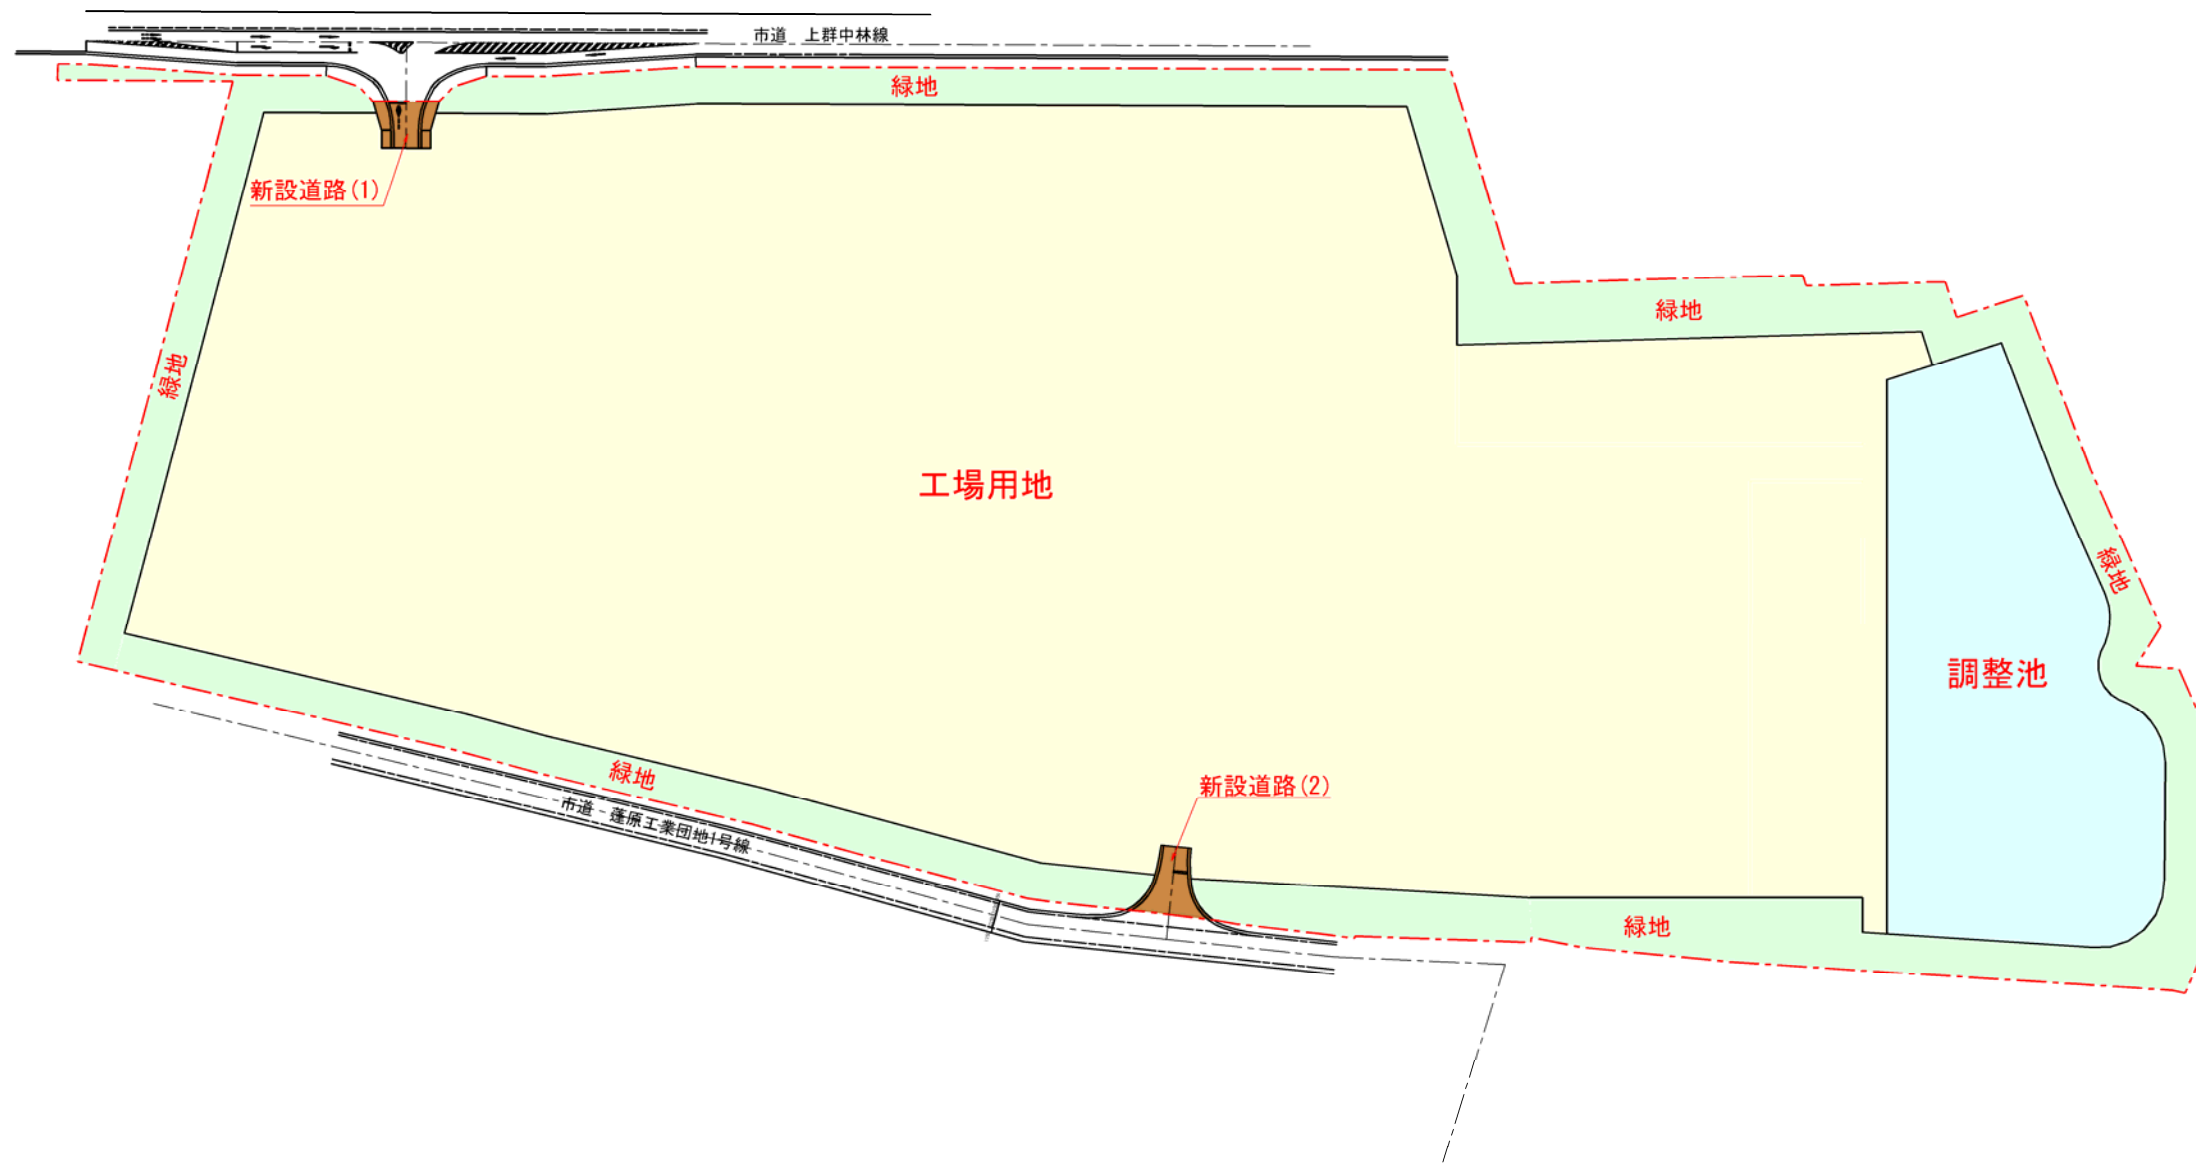 市道 上群中林線
緑地
新設道路(1)
緑地
緑地
工場用地
緑地
調整池
緑地
新設道路(2)
市道 蓬原工業団地1号線
緑地